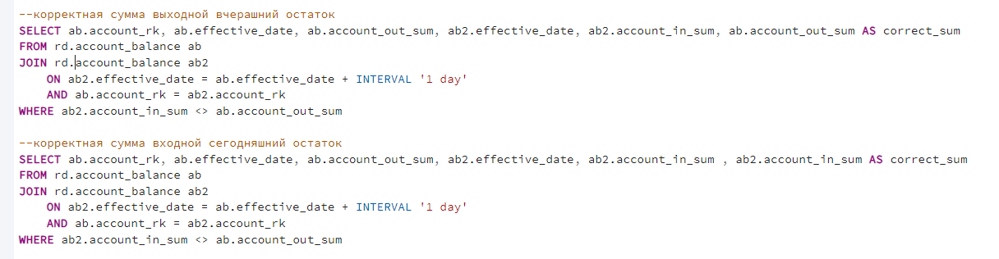 --корректная сумма выходной вчерашний остаток
SELECT ab.account_rk, ab.effective_date, ab.account_out_sum, ab2.effective_date, ab2.account_in_sum, ab.account_out_sum AS correct_sum
FROM rd.account_balance ab
JOIN rd.account_balance ab2
    ON ab2.effective_date = ab.effective_date + INTERVAL '1 day'
    AND ab.account_rk = ab2.account_rk
WHERE ab2.account_in_sum <> ab.account_out_sum

--корректная сумма входной сегодняшний остаток
SELECT ab.account_rk, ab.effective_date, ab.account_out_sum, ab2.effective_date, ab2.account_in_sum , ab2.account_in_sum AS correct_sum
FROM rd.account_balance ab
JOIN rd.account_balance ab2
    ON ab2.effective_date = ab.effective_date + INTERVAL '1 day'
    AND ab.account_rk = ab2.account_rk
WHERE ab2.account_in_sum <> ab.account_out_sum